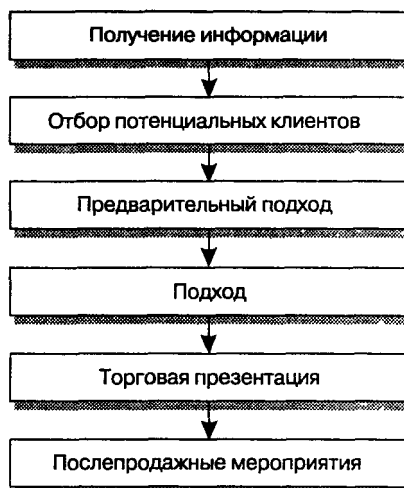 Получение информации
Отбор потенциальных клиентов
Предварительный подход
Подход
Торговая презентация
Послепродажные мероприятия